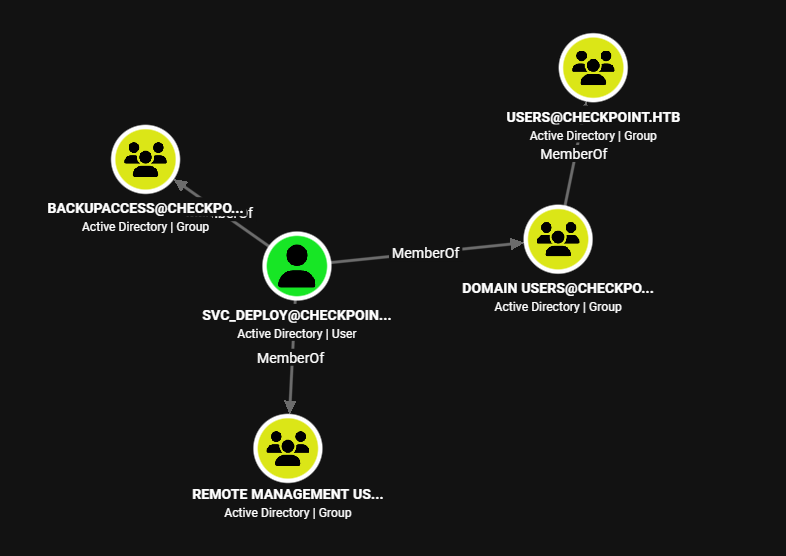 USERS@CHECKPOINT.HTB
Active Directory | Group
MemberOf
BACKUPACCESS@CHECKPO...
Active Directory | Group
MemberOf
DOMAIN USERS@CHECKPO...
Active Directory | Group
SVC_DEPLOY@CHECKPOIN...
Active Directory | User
MemberOf
REMOTE MANAGEMENT US...
Active Directory | Group